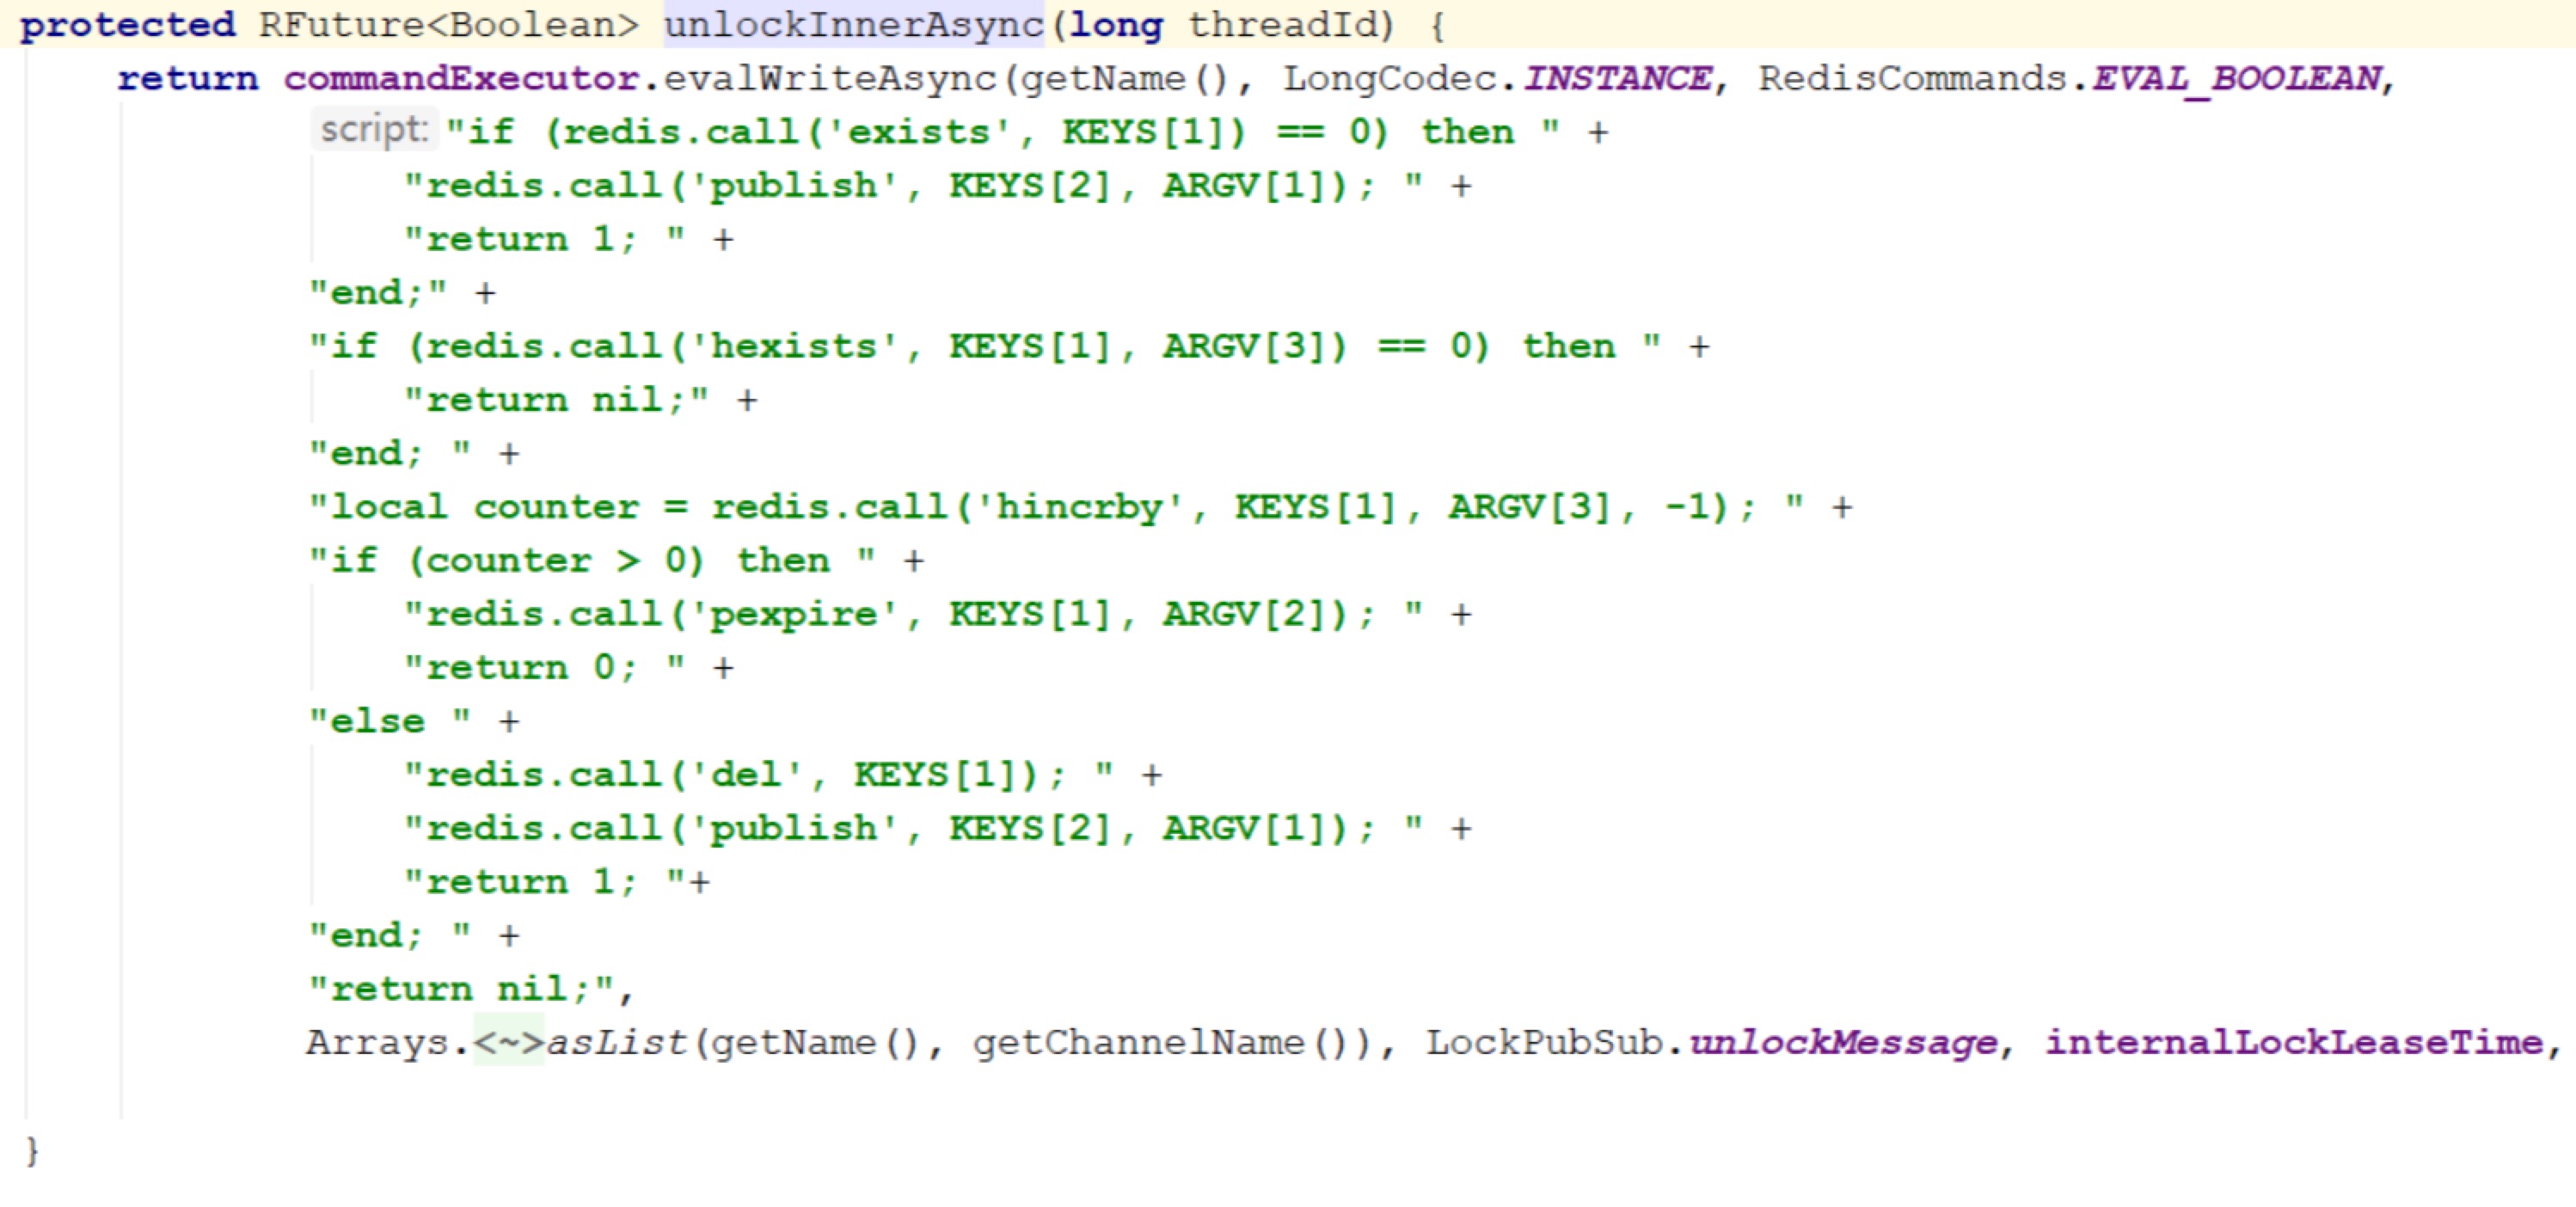 protected RFuture<Boolean> unlockInnerAsync(long threadId) {
return commandExecutor.evalWriteAsync(getName(), LongCodec.INSTANCE, RedisCommands.EVAL_BOOLEAN,
script: "if (redis.call('exists', KEYS[1]) == 0) then " +
"redis.call('publish', KEYS[2], ARGV[1]); " +
"return 1; " +
"end;" +
"if (redis.call('hexists', KEYS[1], ARGV[3]) == 0) then " +
"return nil;" +
"end; " +
"local counter = redis.call('hincrby', KEYS[1], ARGV[3], -1); " +
"if (counter > 0) then " +
"redis.call('pexpire', KEYS[1], ARGV[2]); " +
"return 0; " +
"else " +
"redis.call('del', KEYS[1]); " +
"redis.call('publish', KEYS[2], ARGV[1]); " +
"return 1; "+
"end; " +
"return nil;",
Arrays.<~>asList(getName(), getChannelName()), LockPubSub.unlockMessage, internalLockLeaseTime,
}